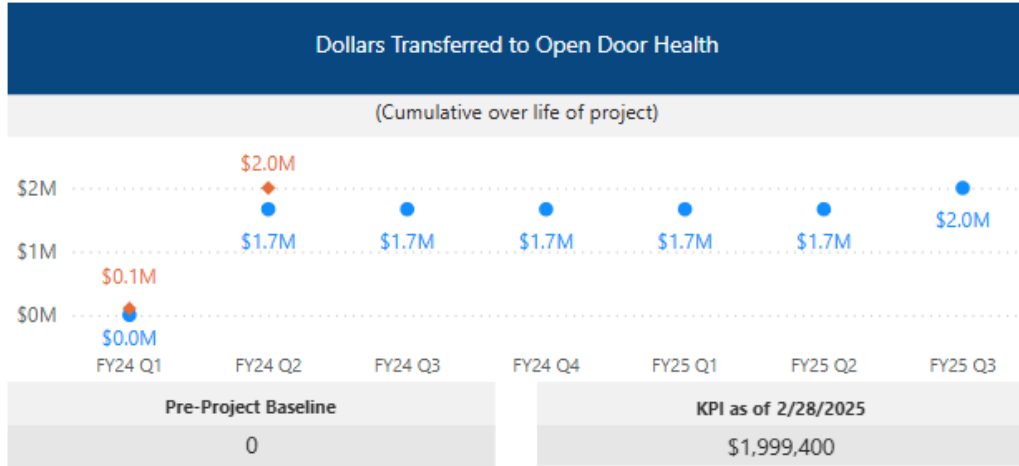 Dollars Transferred to Open Door Health
(Cumulative over life of project)
$2.0M
$2M
$1.7M $1.7M $1.7M $1.7M $1.7M $2.0M
$1M
$0.1M
$0M
$0.0M
FY24 Q1 FY24 Q2 FY24 Q3 FY24 Q4 FY25 Q1 FY25 Q2 FY25 Q3
Pre-Project Baseline KPI as of 2/28/2025
0 $1,999,400